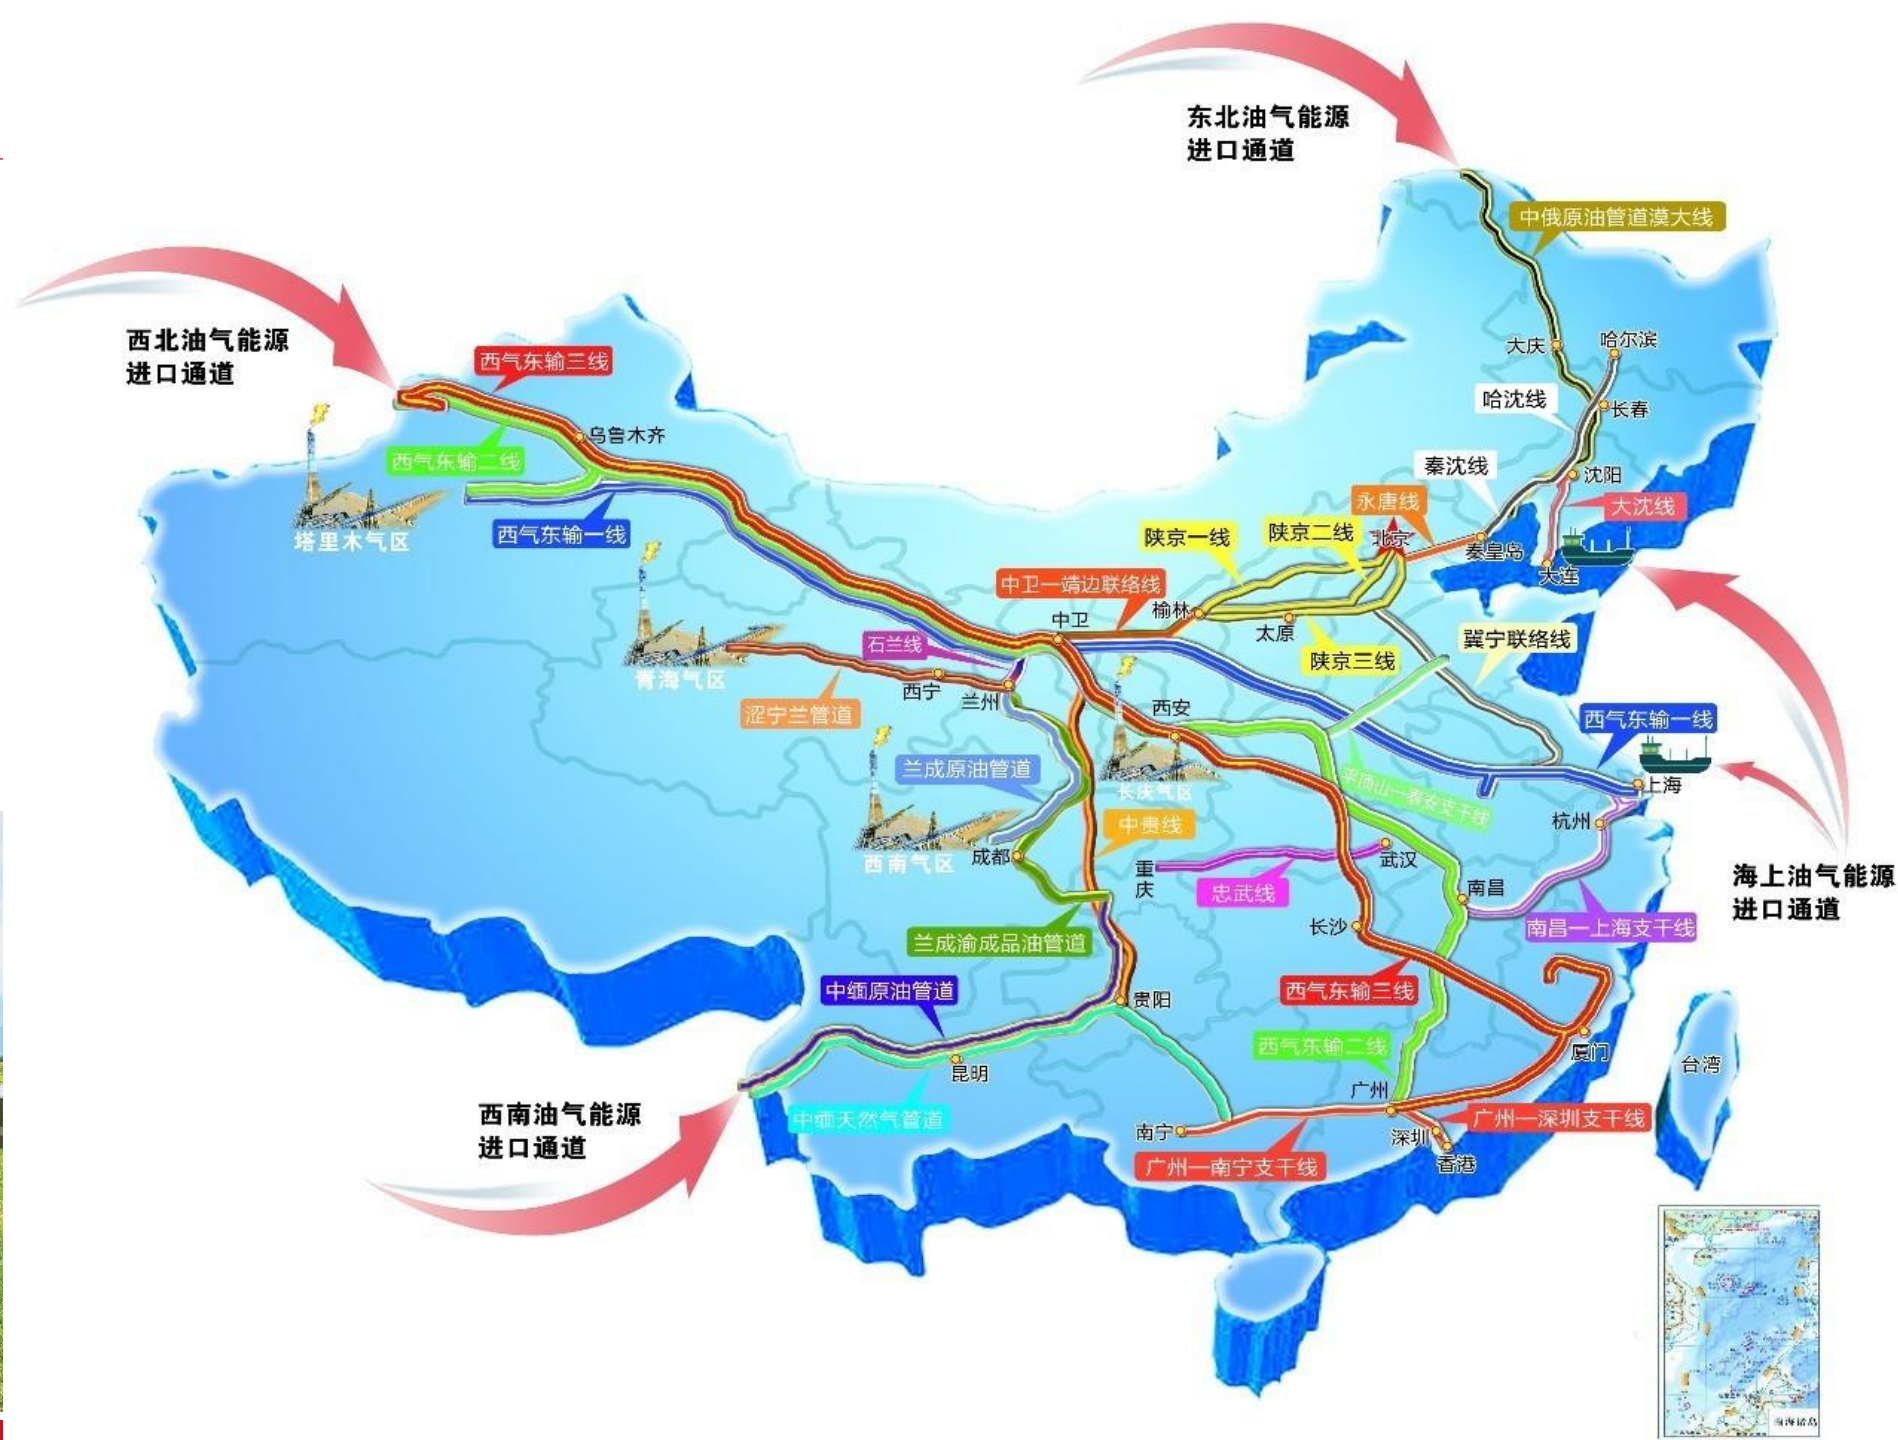 东北油气能源
进口通道
中俄原油管道漠大线
西北油气能源
进口通道
西气东输三线
大庆
哈尔滨
哈沈线
长春
乌鲁木齐
西气东输二线
秦沈线
沈阳
永唐线
大沈线
西气东输一线
塔里木气区
陕京一线
陕京二线
北京
秦皇岛
大连
中卫—靖边联络线
榆林
中卫
太原
冀宁联络线
石兰线
陕京三线
青海气区
西宁
兰州
涩宁兰管道
西安
西气东输一线
兰成原油管道
长庆气区
平顶山—泰安支干线
上海
中贵线
杭州
西南气区
成都
重庆
武汉
忠武线
南昌
海上油气能源
进口通道
长沙
南昌—上海支干线
兰成渝成品油管道
中缅原油管道
西气东输三线
贵阳
西气东输二线
厦门
台湾
昆明
广州
西南油气能源
进口通道
中缅天然气管道
南宁
深圳
广州—深圳支干线
香港
广州—南宁支干线
南海诸岛